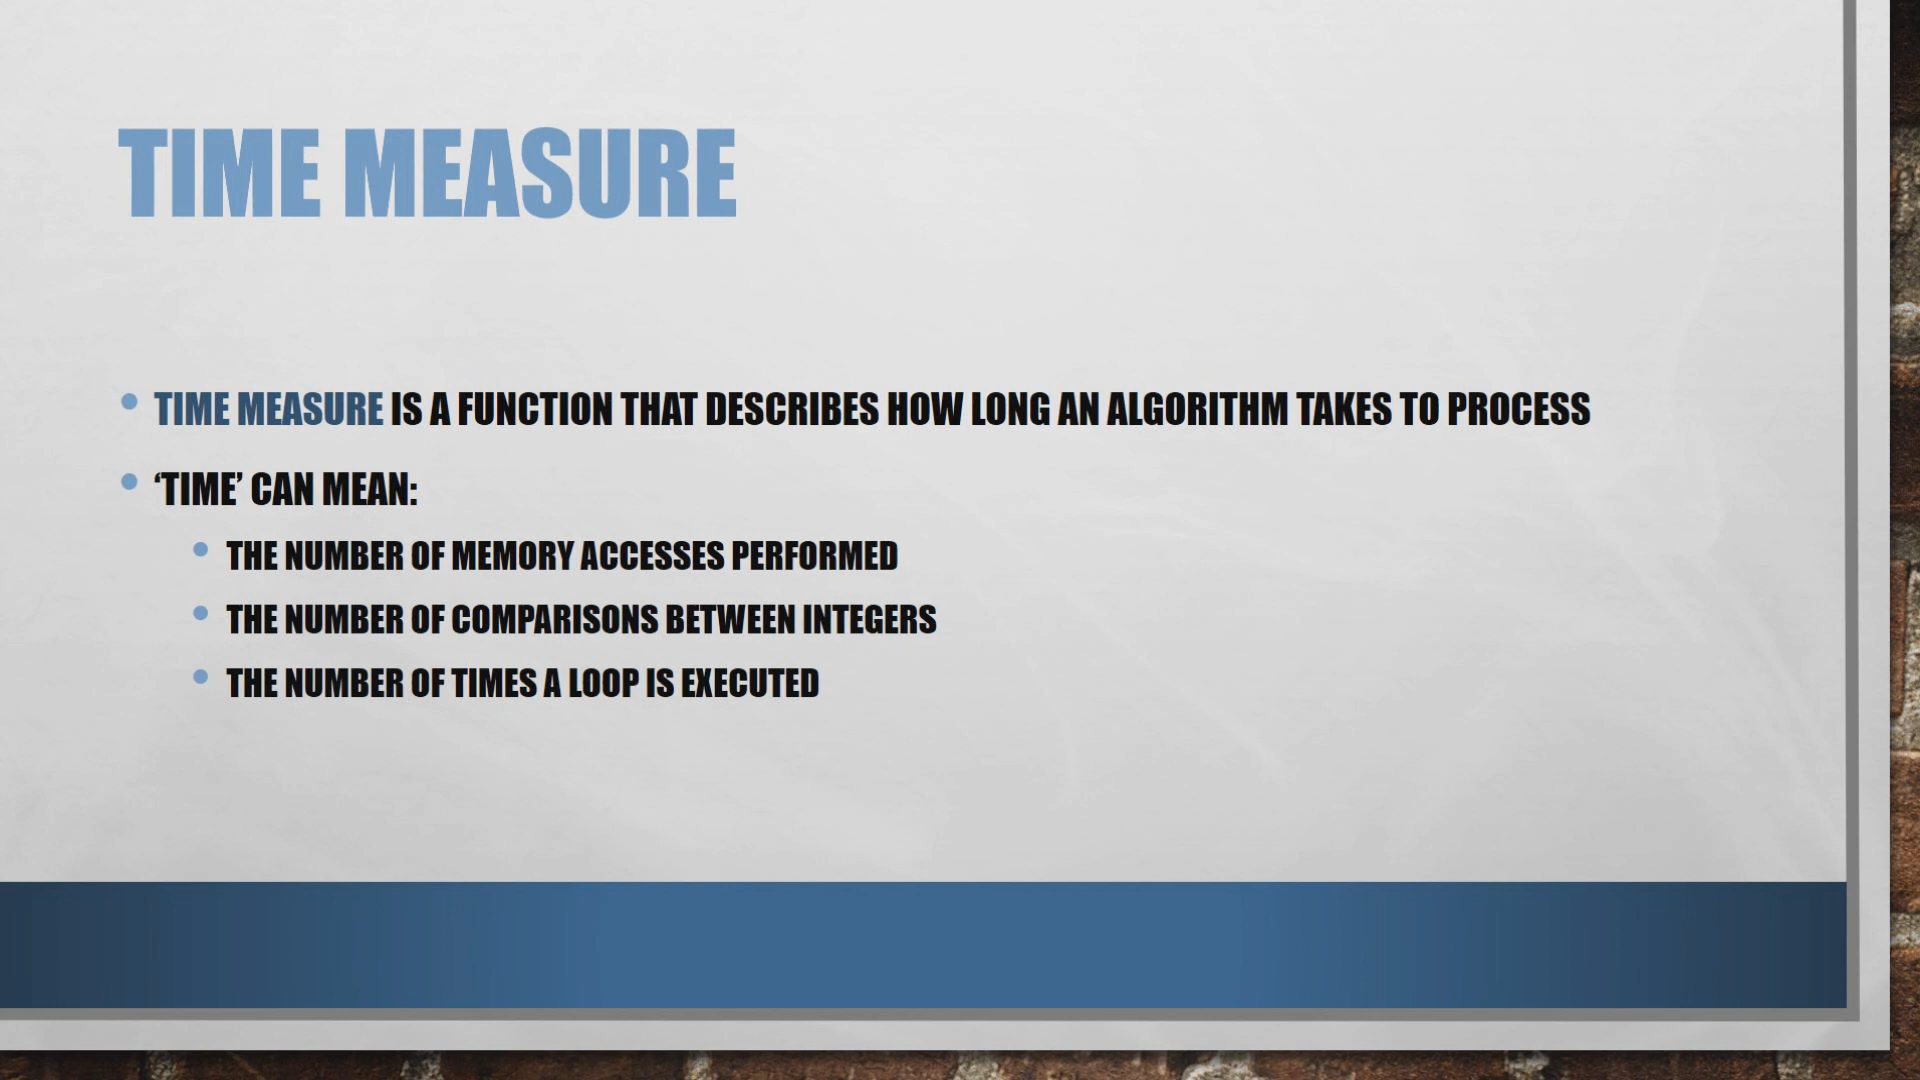 TIME MEASURE
TIME MEASURE IS A FUNCTION THAT DESCRIBES HOW LONG AN ALGORITHM TAKES TO PROCESS
‘TIME’ CAN MEAN:
THE NUMBER OF MEMORY ACCESSES PERFORMED
THE NUMBER OF COMPARISONS BETWEEN INTEGERS
THE NUMBER OF TIMES A LOOP IS EXECUTED